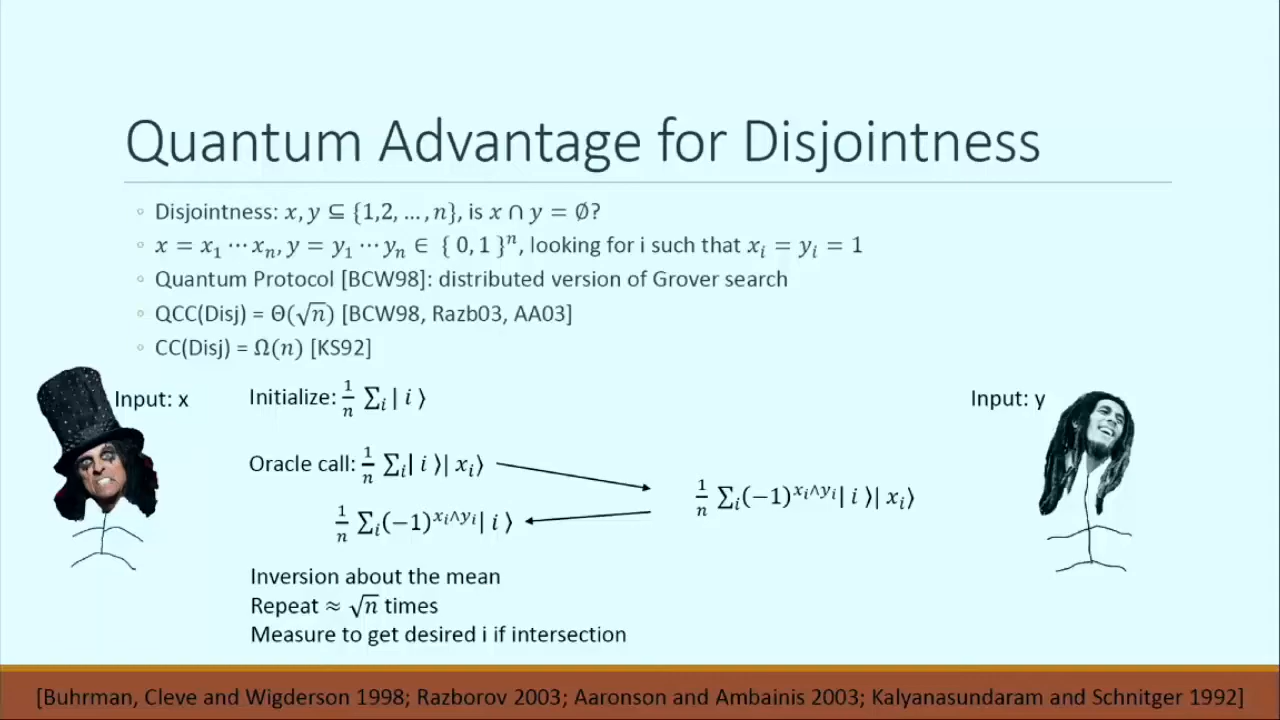 Quantum Advantage for Disjointness
◦ Disjointness: x, y ⊆ {1,2, … , n}, is x ∩ y = ∅?
◦ x = x₁ ⋯ xₙ, y = y₁ ⋯ yₙ ∈ { 0, 1 }ⁿ, looking for i such that xᵢ = yᵢ = 1
◦ Quantum Protocol [BCW98]: distributed version of Grover search
◦ QCC(Disj) = Θ(√n) [BCW98, Razb03, AA03]
◦ CC(Disj) = Ω(n) [KS92]
Input: x
Initialize: 1/n ∑ᵢ | i ⟩
Input: y
Oracle call: 1/n ∑ᵢ| i ⟩| xᵢ⟩
1/n ∑ᵢ(−1)^{xᵢ∧yᵢ}| i ⟩| xᵢ⟩
1/n ∑ᵢ(−1)^{xᵢ∧yᵢ}| i ⟩
Inversion about the mean
Repeat ≈ √n times
Measure to get desired i if intersection
[Buhrman, Cleve and Wigderson 1998; Razborov 2003; Aaronson and Ambainis 2003; Kalyanasundaram and Schnitger 1992]